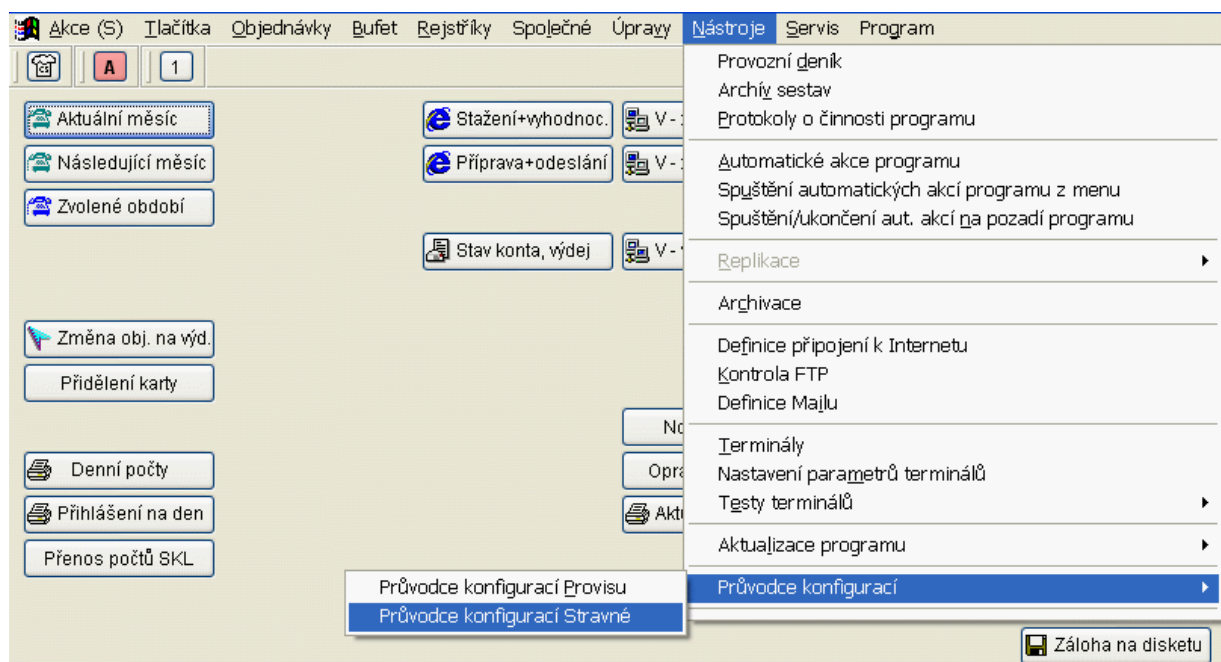 Akce (S) Tlačítka Objednávky Bufet Rejstříky Společné Úpravy Nástroje Servis Program
A 1
Provozní deník
Archív sestav
Protokoly o činnosti programu
Automatické akce programu
Spuštění automatických akcí programu z menu
Spuštění/ukončení aut. akcí na pozadí programu
Replikace
Archivace
Definice připojení k Internetu
Kontrola FTP
Definice Mailu
Terminály
Nastavení parametrů terminálů
Testy terminálů
Aktualizace programu
Průvodce konfigurací
Průvodce konfigurací Provisu
Průvodce konfigurací Stravné
Aktuální měsíc
Stažení+vyhodnoc.
V -
Následující měsíc
Příprava+odeslání
V -
Zvolené období
Stav konta, výdej
V -
Změna obj. na výd.
Přidělení karty
Denní počty
Přihlášení na den
Přenos počtů SKL
Záloha na disketu